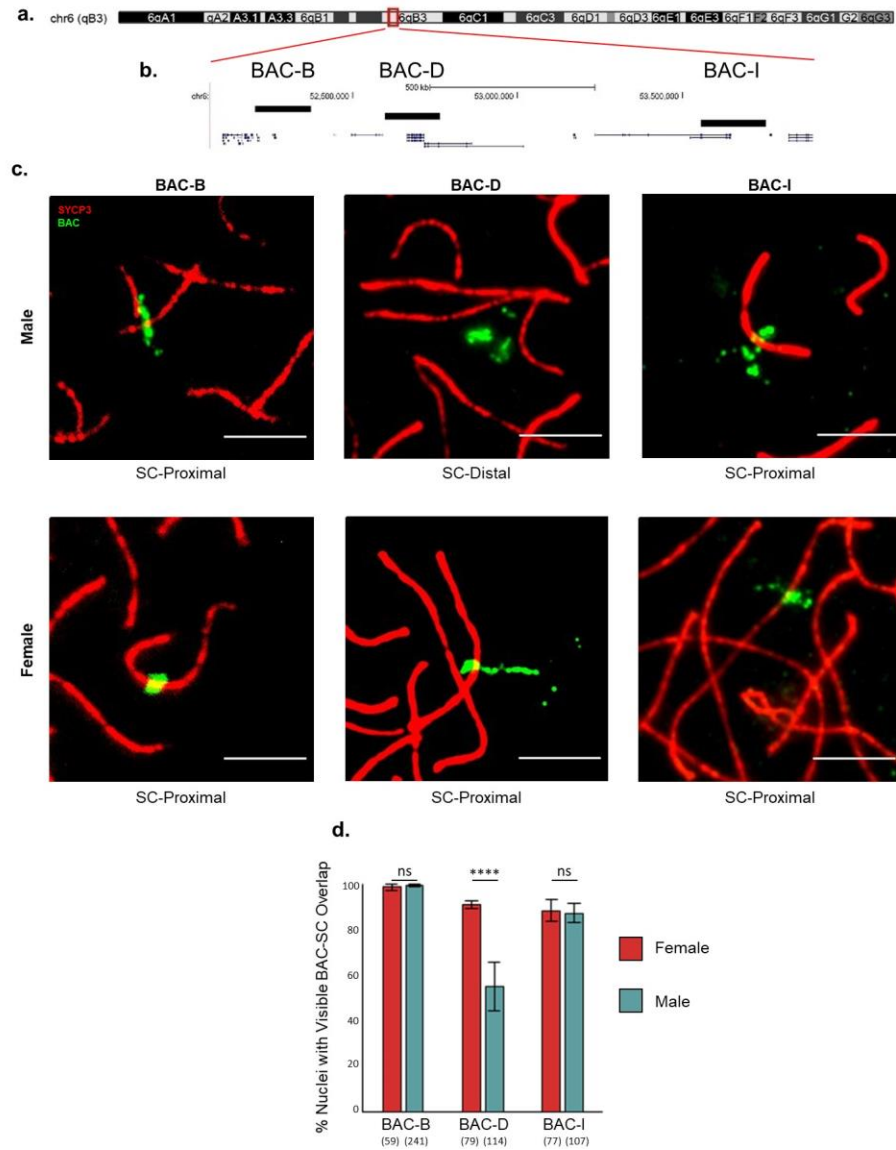 a.
chr6 (qB3) 6qA1 qA2 A3.1 A3.3 6qB1 6qB3 6qC1 6qC3 6qD1 6qD3 6qE1 6qE3 6qF1 F2 6qF3 6qG1 G2 6qG3
b.
BAC-B BAC-D BAC-I
500 kb
chr6: 52,500,000 53,000,000 53,500,000
c.
BAC-B BAC-D BAC-I
SYCP3
BAC
Male
SC-Proximal SC-Distal SC-Proximal
Female
SC-Proximal SC-Proximal SC-Proximal
d.
% Nuclei with Visible BAC-SC Overlap
ns **** ns
100
80
60
40
20
0
BAC-B BAC-D BAC-I
(59) (241) (79) (114) (77) (107)
Female
Male